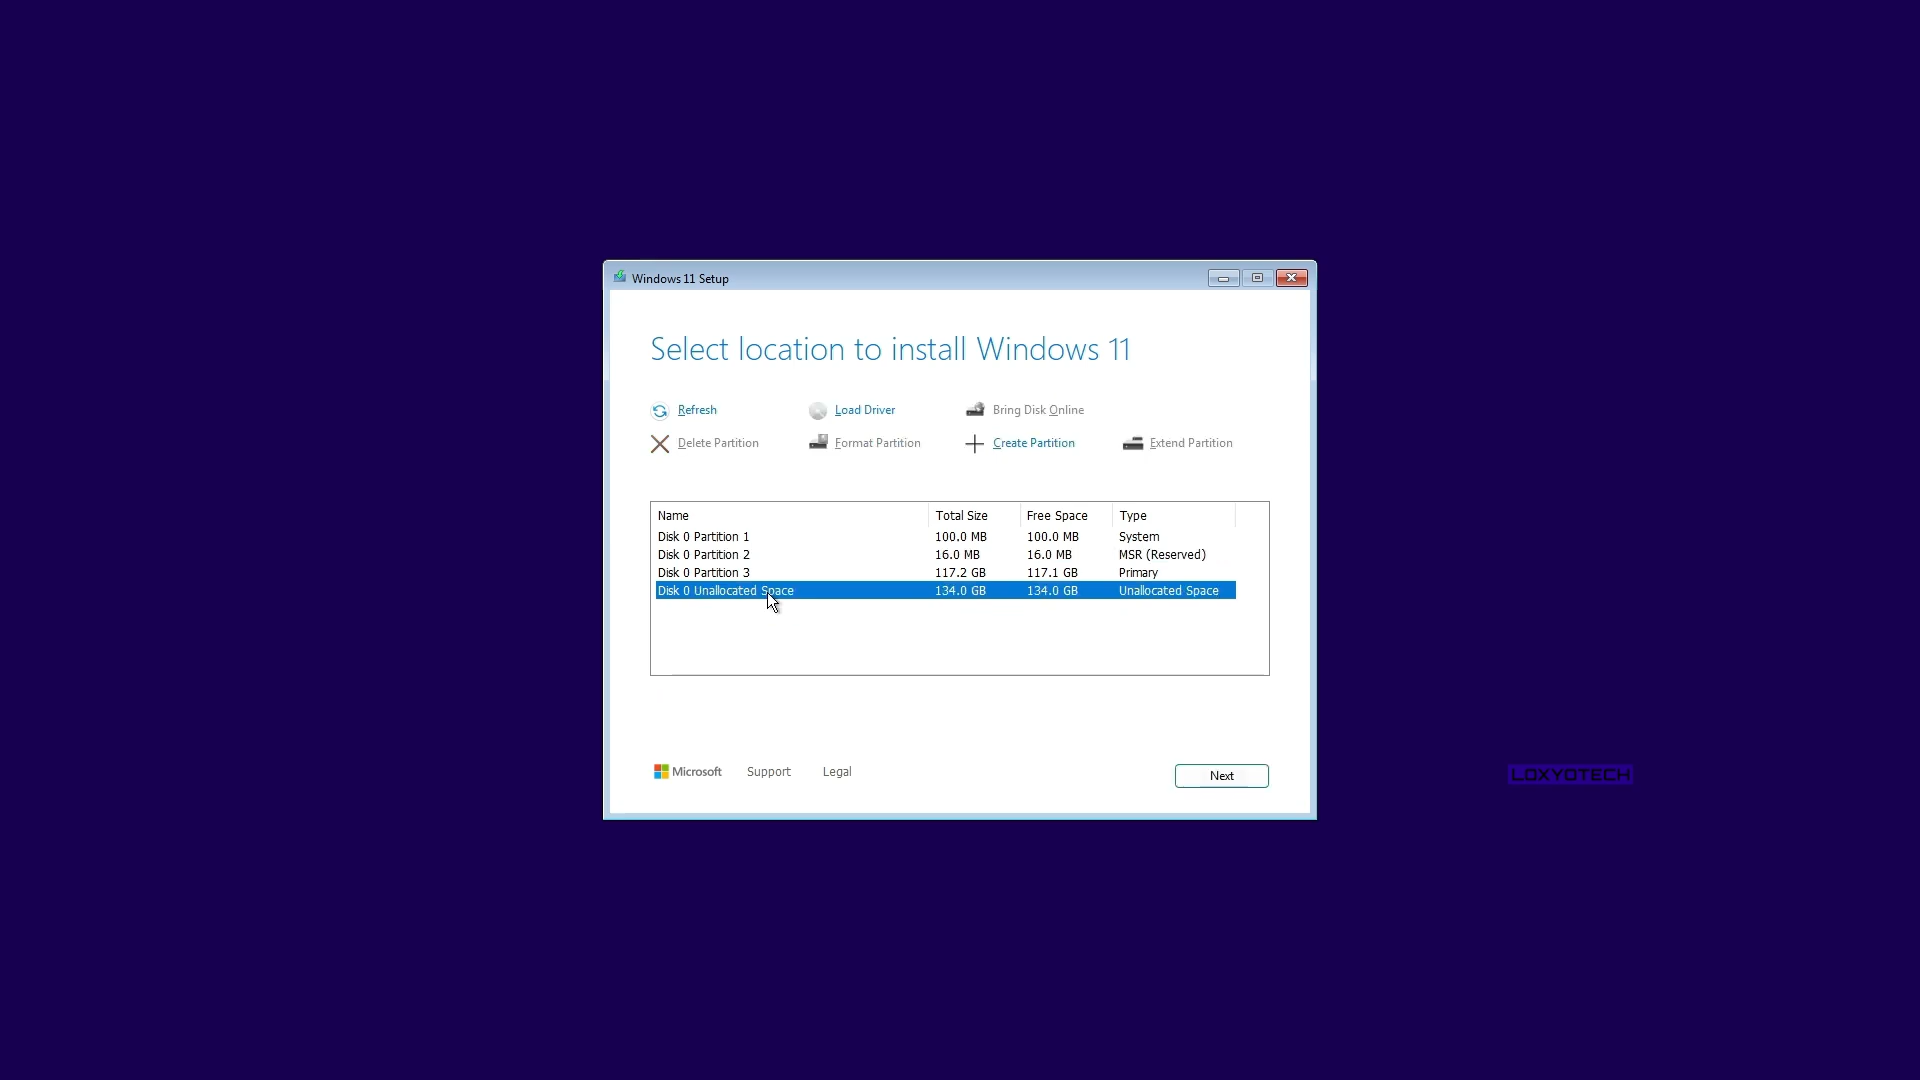 Windows 11 Setup
Select location to install Windows 11
Refresh Load Driver Bring Disk Online
Delete Partition Format Partition Create Partition Extend Partition
Name Total Size Free Space Type
Disk 0 Partition 1 100.0 MB 100.0 MB System
Disk 0 Partition 2 16.0 MB 16.0 MB MSR (Reserved)
Disk 0 Partition 3 117.2 GB 117.1 GB Primary
Disk 0 Unallocated Space 134.0 GB 134.0 GB Unallocated Space
Microsoft Support Legal Next
LOXYOTECH